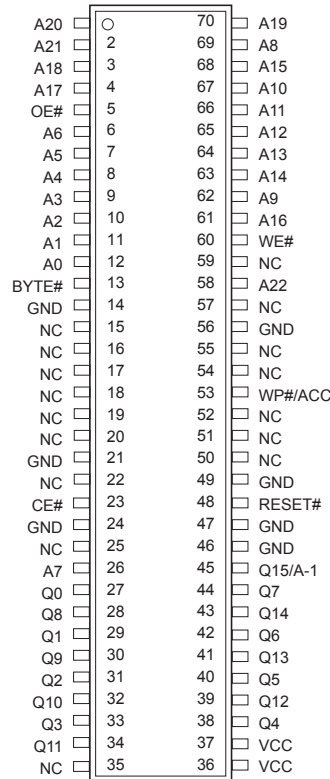 A20 70 A19
A21 2 69 A8
A18 3 68 A15
A17 4 67 A10
OE# 5 66 A11
A6 6 65 A12
A5 7 64 A13
A4 8 63 A14
A3 9 62 A9
A2 10 61 A16
A1 11 60 WE#
A0 12 59 NC
BYTE# 13 58 A22
GND 14 57 NC
NC 15 56 GND
NC 16 55 NC
NC 17 54 NC
NC 18 53 WP#/ACC
NC 19 52 NC
NC 20 51 NC
GND 21 50 NC
NC 22 49 GND
CE# 23 48 RESET#
GND 24 47 GND
NC 25 46 GND
A7 26 45 Q15/A-1
Q0 27 44 Q7
Q8 28 43 Q14
Q1 29 42 Q6
Q9 30 41 Q13
Q2 31 40 Q5
Q10 32 39 Q12
Q3 33 38 Q4
Q11 34 37 VCC
NC 35 36 VCC